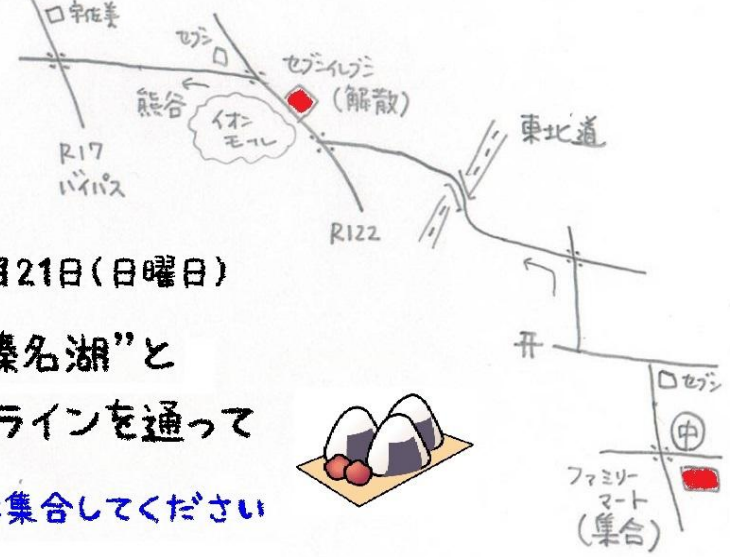 宇佐美
セブン
セブンイレブン
(解散)
熊谷
イオン
モール
東北道
R17
バイパス
R122
月21日(日曜日)
榛名湖”と
ラインを通って
セブン
中
ファミリー
マート
(集合)
集合してください